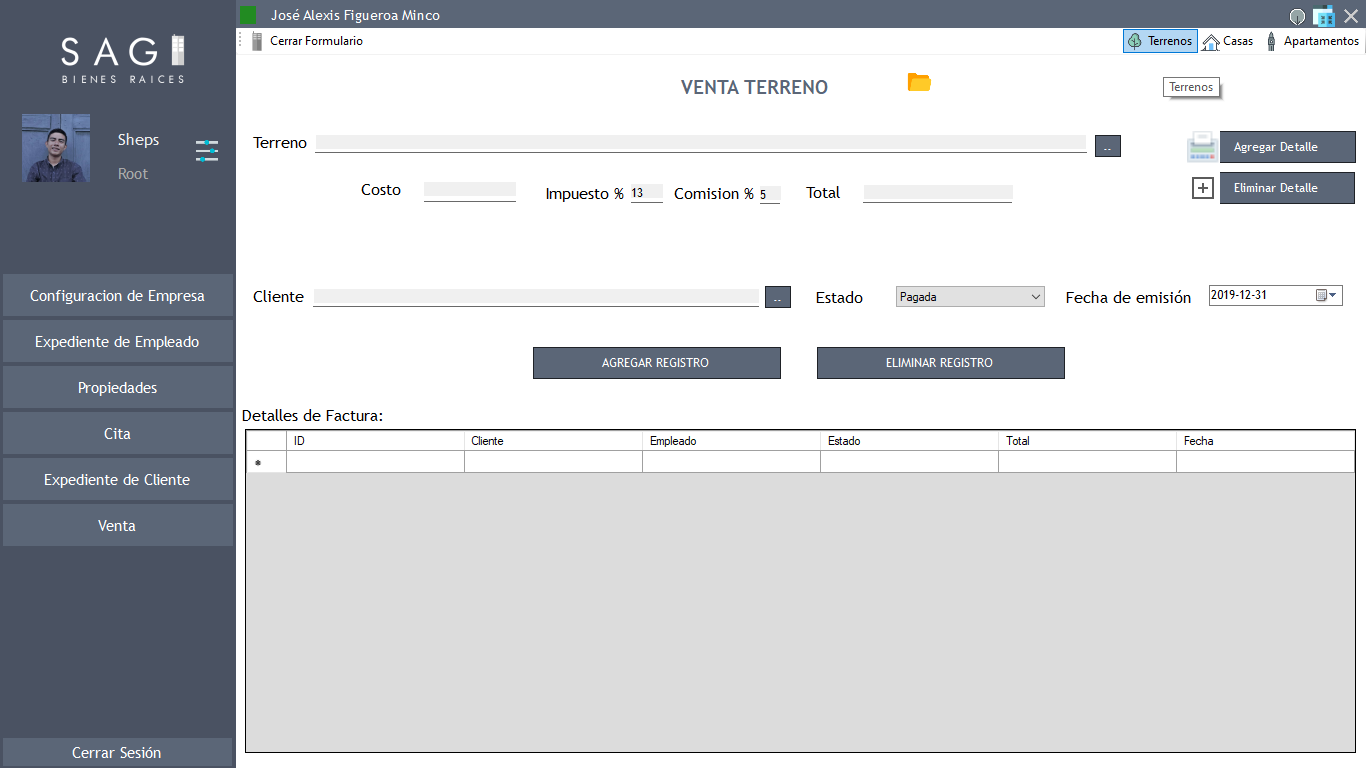 SAGI
BIENES RAICES
José Alexis Figueroa Minco
Cerrar Formulario
Terrenos
Casas
Apartamentos
Sheps
Root
Configuracion de Empresa
Expediente de Empleado
Propiedades
Cita
Expediente de Cliente
Venta
Cerrar Sesión
VENTA TERRENO
Terrenos
Terreno
..
Agregar Detalle
Costo
Impuesto % 13
Comision % 5
Total
Eliminar Detalle
Cliente
..
Estado
Pagada
Fecha de emisión
2019-12-31
AGREGAR REGISTRO
ELIMINAR REGISTRO
Detalles de Factura:
ID Cliente Empleado Estado Total Fecha
*